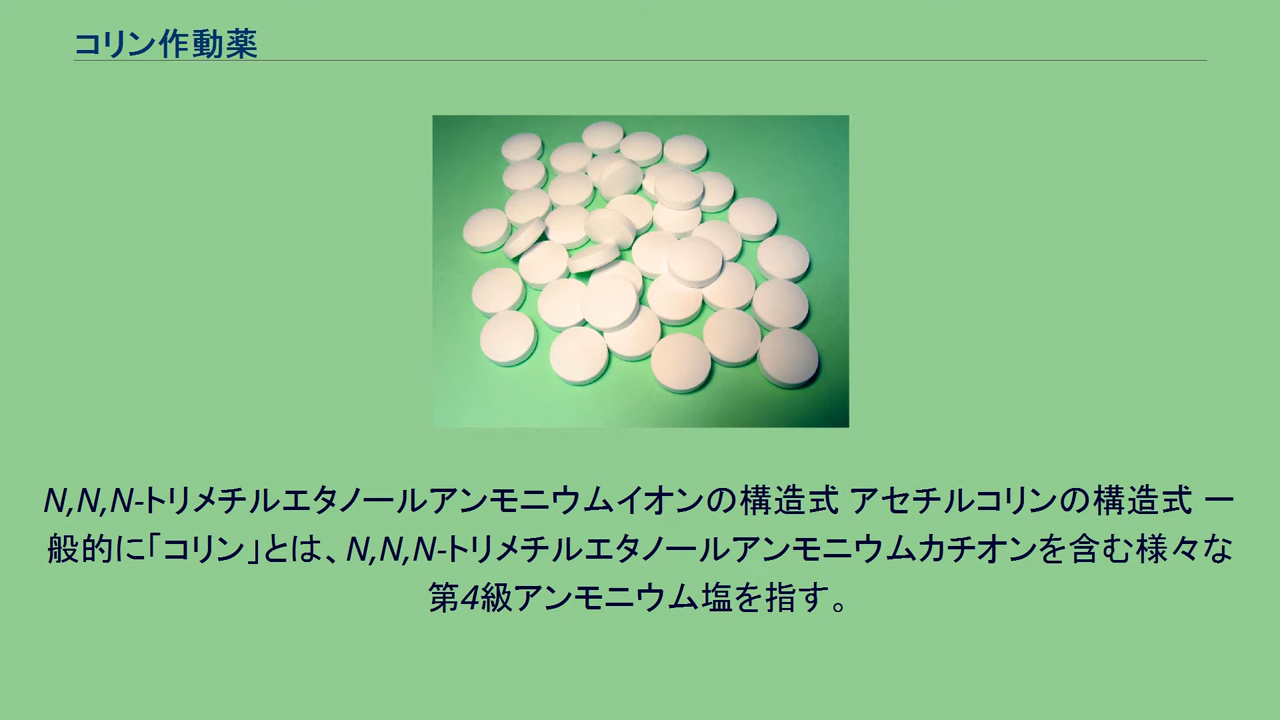 コリン作動薬
N,N,N-トリメチルエタノールアンモニウムイオンの構造式 アセチルコリンの構造式 一
般的に「コリン」とは、N,N,N-トリメチルエタノールアンモニウムカチオンを含む様々な
第4級アンモニウム塩を指す。